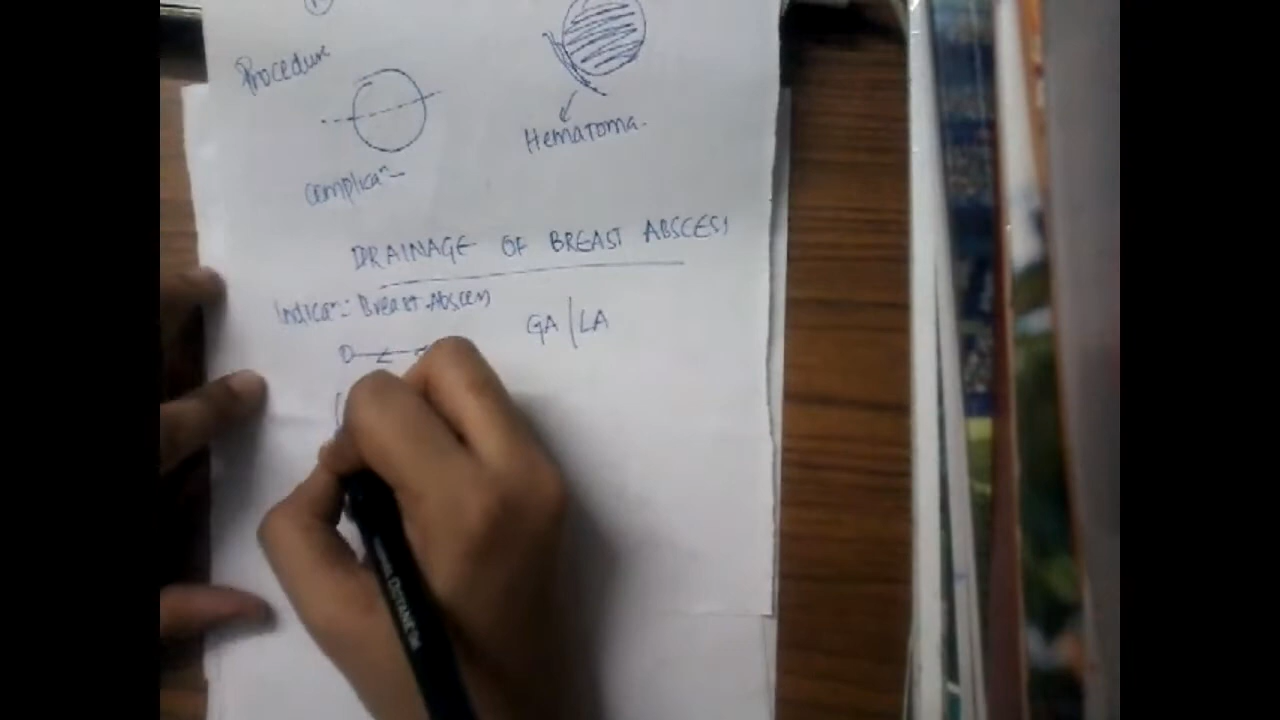 Procedure
Hematoma.
complicaⁿ-
DRAINAGE OF BREAST ABSCESS
Indicaⁿ- Breast Abscess
GA | LA